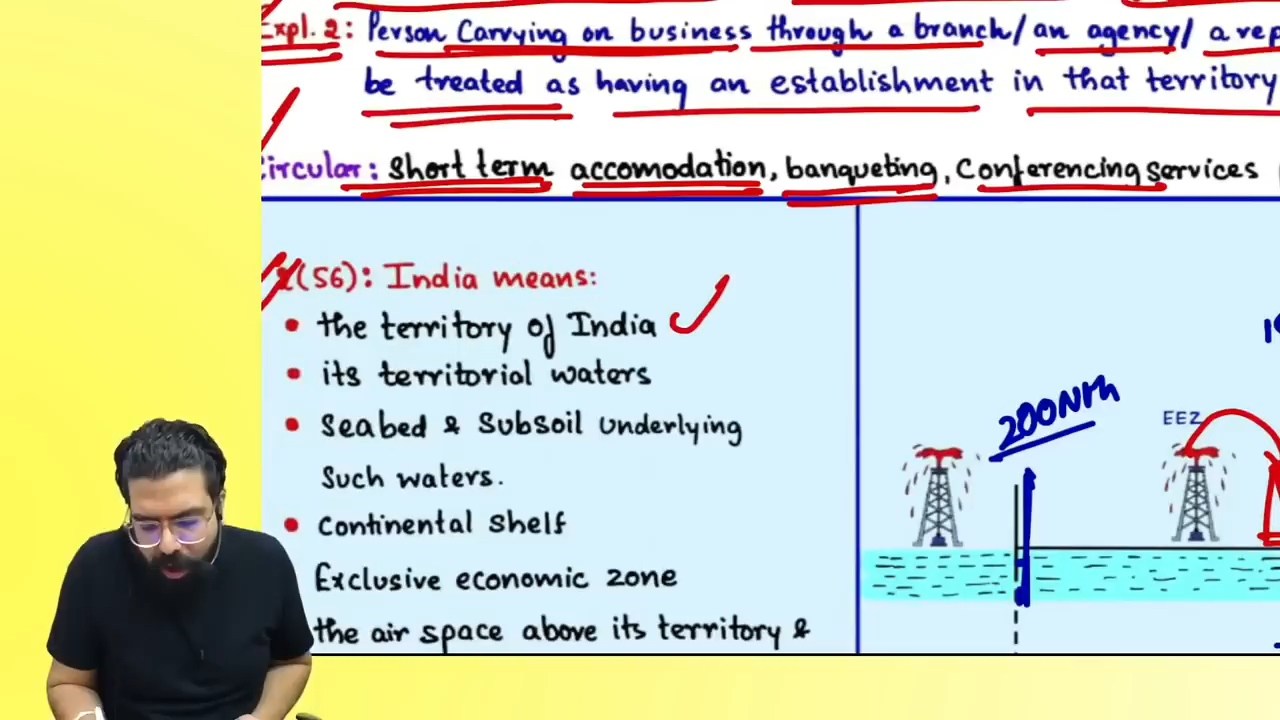 Expl. 2: Person Carrying on business through a branch/ an agency/ a rep
be treated as having an establishment in that territory
Circular: Short term accomodation, banqueting, Conferencing services
2(56): India means:
• the territory of India
• its territorial waters
• Seabed & Subsoil underlying
Such waters.
• Continental shelf
Exclusive economic zone
the air space above its territory &
200NM
EEZ